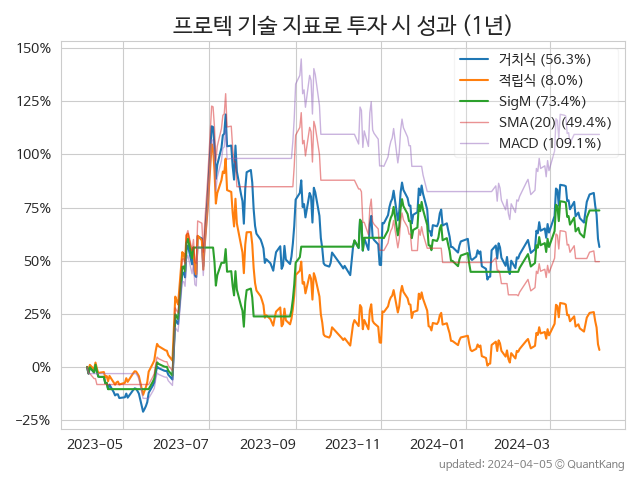 프로텍 기술 지표로 투자 시 성과 (1년)
150%
125%
100%
75%
50%
25%
0%
−25%
거치식 (56.3%)
적립식 (8.0%)
SigM (73.4%)
SMA(20) (49.4%)
MACD (109.1%)
2023−05
2023−07
2023−09
2023−11
2024−01
2024−03
updated: 2024-04-05 ⓒ QuantKang